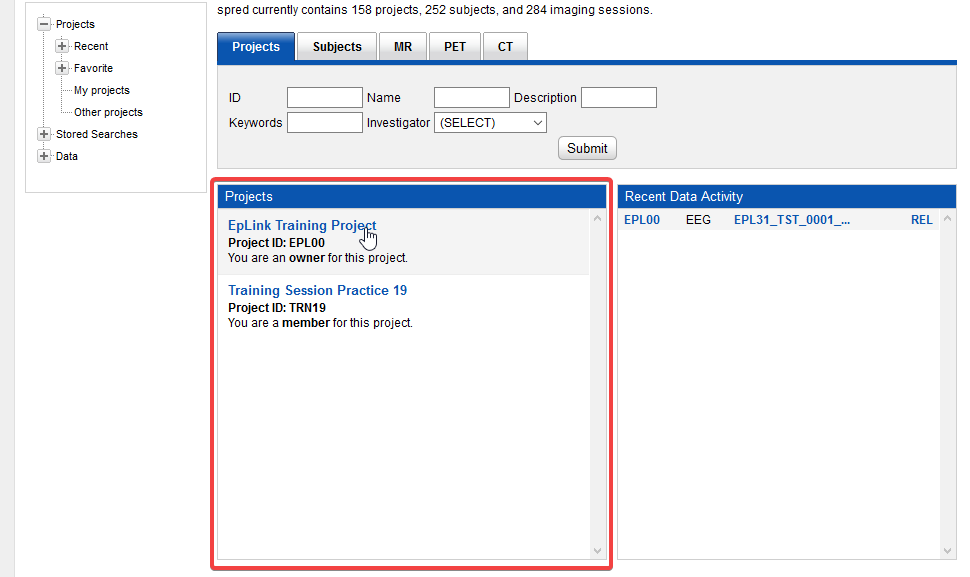 spred currently contains 158 projects, 252 subjects, and 284 imaging sessions.
Projects
Recent
Favorite
My projects
Other projects
Stored Searches
Data
Projects Subjects MR PET CT
ID Name Description
Keywords Investigator (SELECT)
Submit
Projects
EpLink Training Project
Project ID: EPL00
You are an owner for this project.
Training Session Practice 19
Project ID: TRN19
You are a member for this project.
Recent Data Activity
EPL00 EEG EPL31_TST_0001_... REL